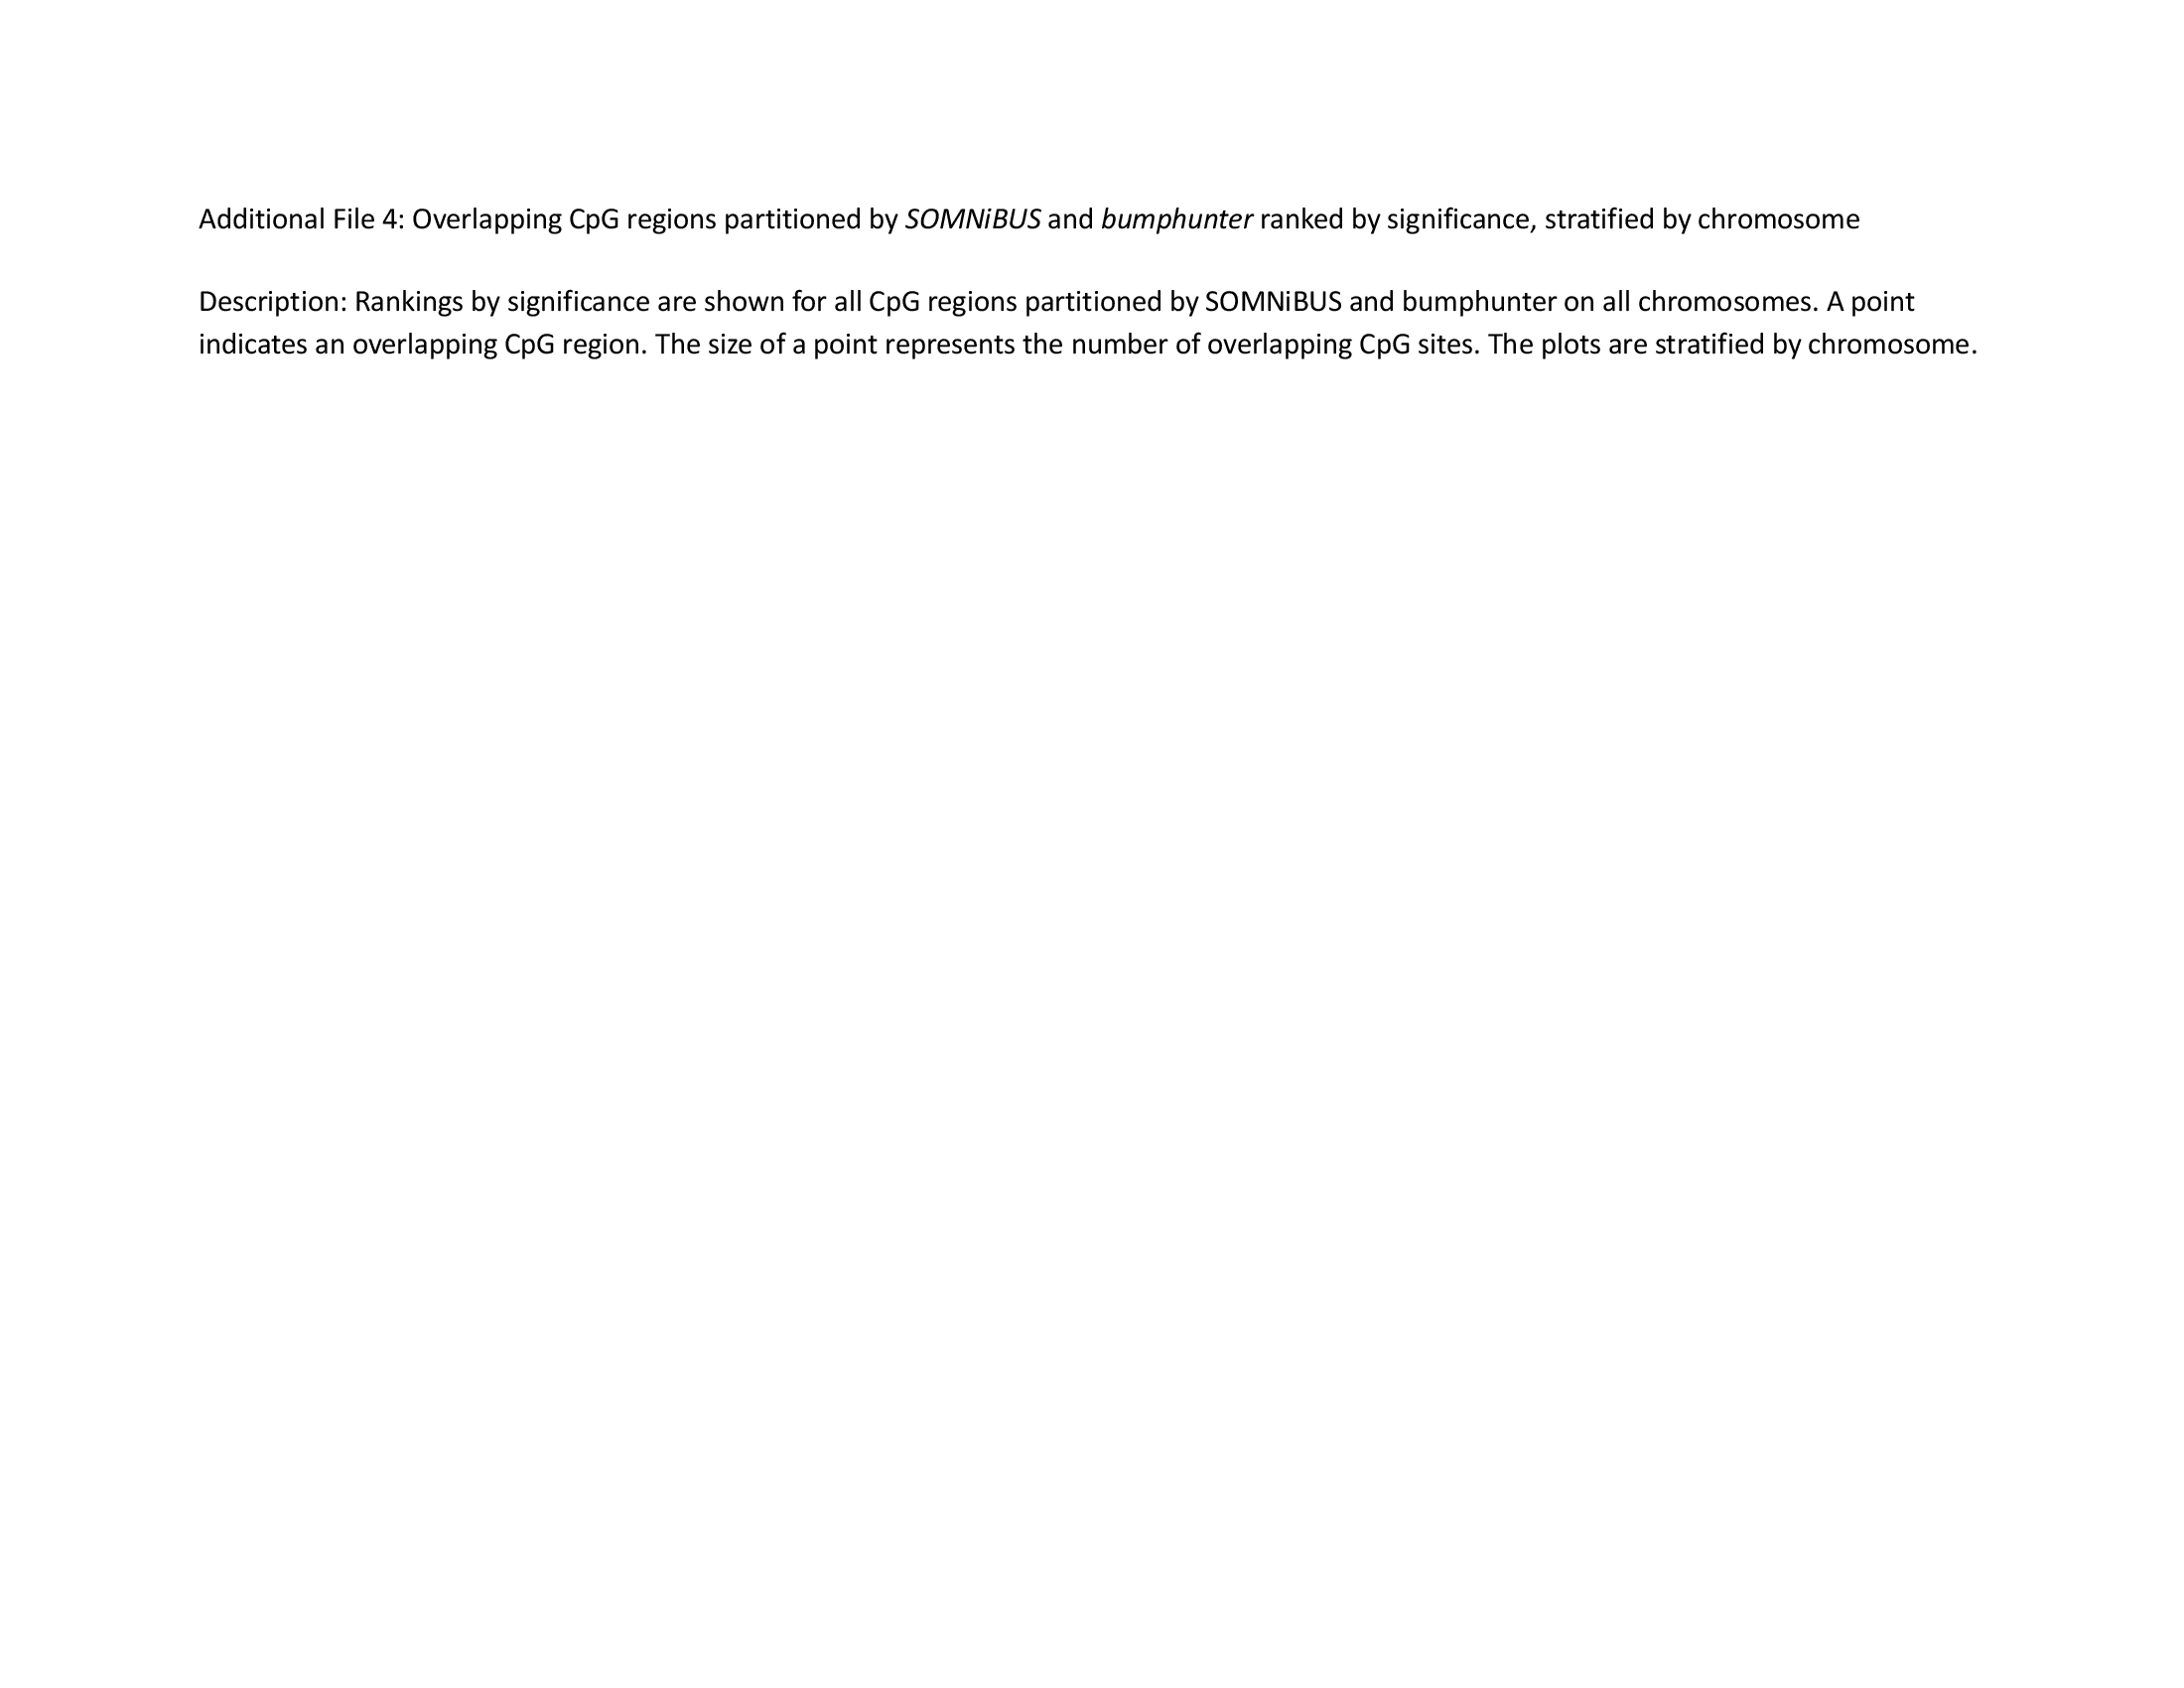 Additional File 4: Overlapping CpG regions partitioned by SOMNiBUS and bumphunter ranked by significance, stratified by chromosome
Description: Rankings by significance are shown for all CpG regions partitioned by SOMNiBUS and bumphunter on all chromosomes. A point
indicates an overlapping CpG region. The size of a point represents the number of overlapping CpG sites. The plots are stratified by chromosome.